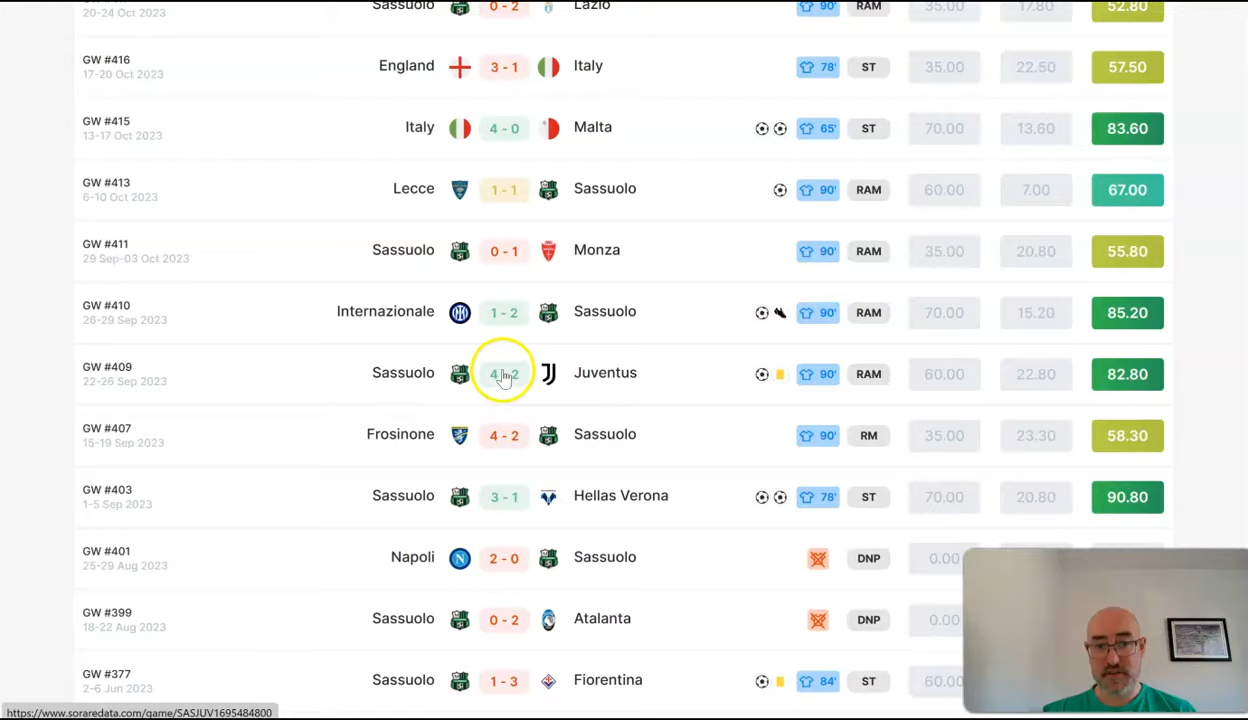 20-24 Oct 2023 Sassuolo 0 - 2 Lazio 90' RAM 35.00 17.80 52.80
GW #416
17-20 Oct 2023
England 3 - 1 Italy 78' ST 35.00 22.50 57.50
GW #415
13-17 Oct 2023
Italy 4 - 0 Malta 65' ST 70.00 13.60 83.60
GW #413
6-10 Oct 2023
Lecce 1 - 1 Sassuolo 90' RAM 60.00 7.00 67.00
GW #411
29 Sep-03 Oct 2023
Sassuolo 0 - 1 Monza 90' RAM 35.00 20.80 55.80
GW #410
26-29 Sep 2023
Internazionale 1 - 2 Sassuolo 90' RAM 70.00 15.20 85.20
GW #409
22-26 Sep 2023
Sassuolo 4 - 2 Juventus 90' RAM 60.00 22.80 82.80
GW #407
15-19 Sep 2023
Frosinone 4 - 2 Sassuolo 90' RM 35.00 23.30 58.30
GW #403
1-5 Sep 2023
Sassuolo 3 - 1 Hellas Verona 78' ST 70.00 20.80 90.80
GW #401
25-29 Aug 2023
Napoli 2 - 0 Sassuolo DNP 0.00
GW #399
18-22 Aug 2023
Sassuolo 0 - 2 Atalanta DNP 0.00
GW #377
2-6 Jun 2023
Sassuolo 1 - 3 Fiorentina 84' ST 60.00
https://www.soraredata.com/game/SASJUV1695484800